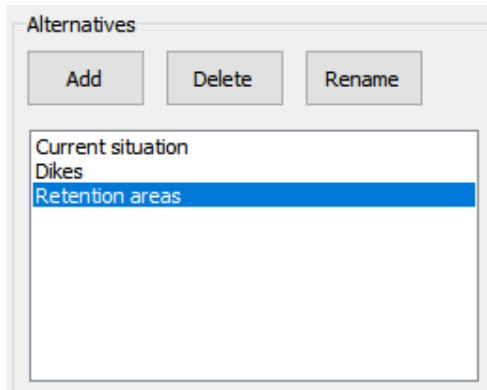 Alternatives
Add Delete Rename
Current situation
Dikes
Retention areas